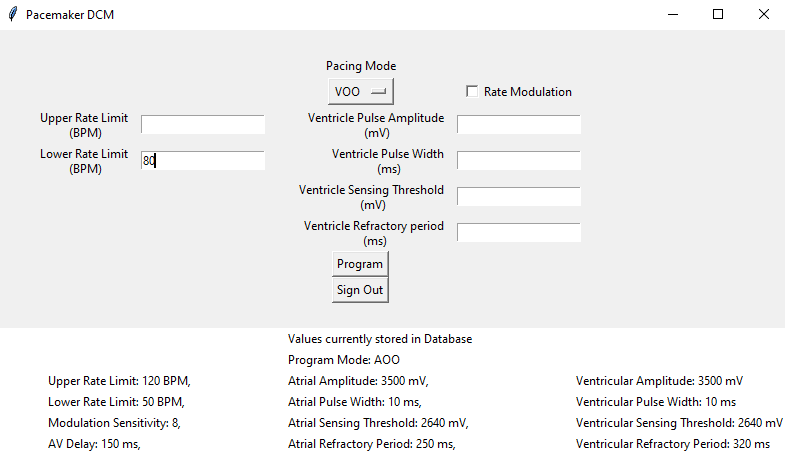 Pacemaker DCM
Pacing Mode
VOO
Rate Modulation
Upper Rate Limit
(BPM)
Ventricle Pulse Amplitude
(mV)
Lower Rate Limit
(BPM)
80
Ventricle Pulse Width
(ms)
Ventricle Sensing Threshold
(mV)
Ventricle Refractory period
(ms)
Program
Sign Out
Values currently stored in Database
Program Mode: AOO
Upper Rate Limit: 120 BPM, Atrial Amplitude: 3500 mV, Ventricular Amplitude: 3500 mV
Lower Rate Limit: 50 BPM, Atrial Pulse Width: 10 ms, Ventricular Pulse Width: 10 ms
Modulation Sensitivity: 8, Atrial Sensing Threshold: 2640 mV, Ventricular Sensing Threshold: 2640 mV
AV Delay: 150 ms, Atrial Refractory Period: 250 ms, Ventricular Refractory Period: 320 ms